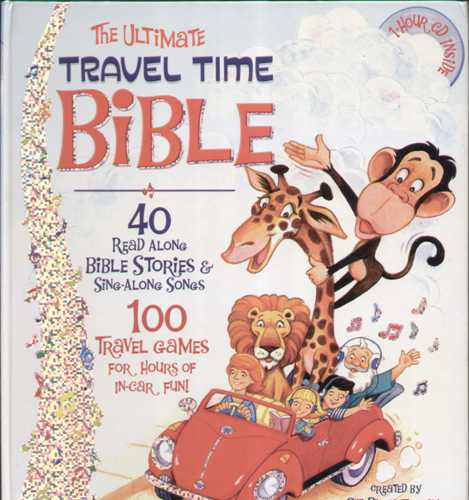 The Ultimate
Travel Time
Bible
1-Hour CD Inside
40
Read Along
Bible Stories &
Sing-Along Songs
100
Travel Games
for Hours of
in-car fun!
created by